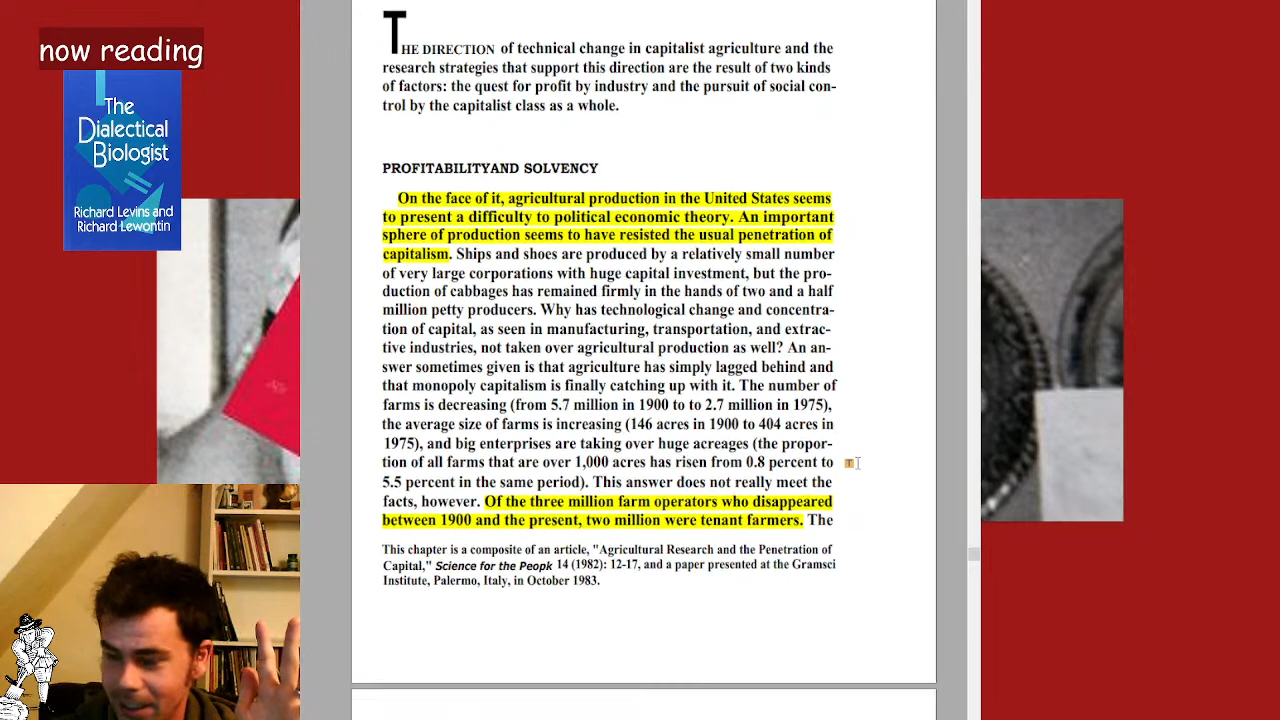 now reading
The
Dialectical
Biologist
Richard Levins and
Richard Lewontin
THE DIRECTION of technical change in capitalist agriculture and the
research strategies that support this direction are the result of two kinds
of factors: the quest for profit by industry and the pursuit of social con-
trol by the capitalist class as a whole.
PROFITABILITYAND SOLVENCY
On the face of it, agricultural production in the United States seems
to present a difficulty to political economic theory. An important
sphere of production seems to have resisted the usual penetration of
capitalism. Ships and shoes are produced by a relatively small number
of very large corporations with huge capital investment, but the pro-
duction of cabbages has remained firmly in the hands of two and a half
million petty producers. Why has technological change and concentra-
tion of capital, as seen in manufacturing, transportation, and extrac-
tive industries, not taken over agricultural production as well? An an-
swer sometimes given is that agriculture has simply lagged behind and
that monopoly capitalism is finally catching up with it. The number of
farms is decreasing (from 5.7 million in 1900 to to 2.7 million in 1975),
the average size of farms is increasing (146 acres in 1900 to 404 acres in
1975), and big enterprises are taking over huge acreages (the propor-
tion of all farms that are over 1,000 acres has risen from 0.8 percent to
5.5 percent in the same period). This answer does not really meet the
facts, however. Of the three million farm operators who disappeared
between 1900 and the present, two million were tenant farmers. The
This chapter is a composite of an article, "Agricultural Research and the Penetration of
Capital," Science for the Peopk 14 (1982): 12-17, and a paper presented at the Gramsci
Institute, Palermo, Italy, in October 1983.